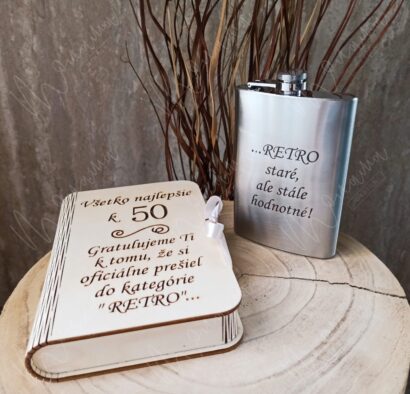 Všetko najlepšie
k. 50
Gratulujeme Ti
k tomu, že si
oficiálne prešiel
do kategórie
"RETRO"...
...RETRO
staré,
ale stále
hodnotné!